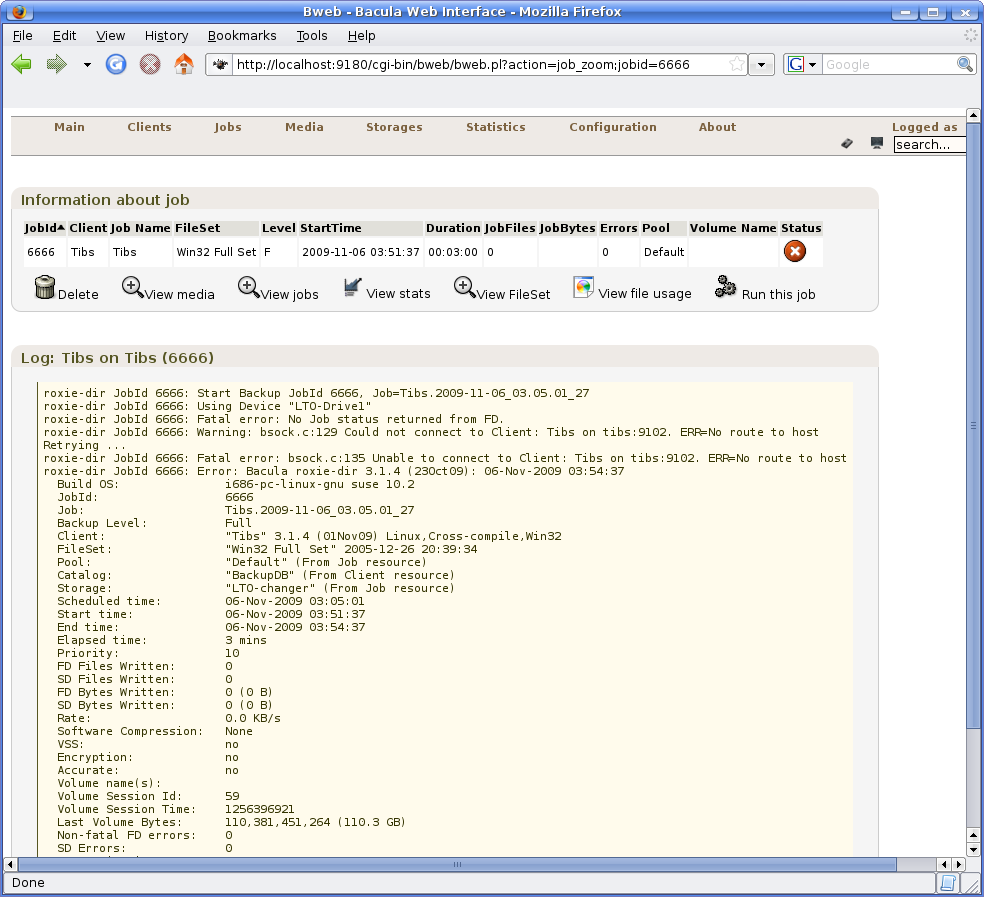 Bweb - Bacula Web Interface - Mozilla Firefox
File Edit View History Bookmarks Tools Help
http://localhost:9180/cgi-bin/bweb/bweb.pl?action=job_zoom;jobid=6666
G Google
Main Clients Jobs Media Storages Statistics Configuration About Logged as
search...
Information about job
JobId Client Job Name FileSet Level StartTime Duration JobFiles JobBytes Errors Pool Volume Name Status
6666 Tibs Tibs Win32 Full Set F 2009-11-06 03:51:37 00:03:00 0 0 Default
Delete View media View jobs View stats View FileSet View file usage Run this job
Log: Tibs on Tibs (6666)
roxie-dir JobId 6666: Start Backup JobId 6666, Job=Tibs.2009-11-06_03.05.01_27
roxie-dir JobId 6666: Using Device "LTO-Drive1"
roxie-dir JobId 6666: Fatal error: No Job status returned from FD.
roxie-dir JobId 6666: Warning: bsock.c:129 Could not connect to Client: Tibs on tibs:9102. ERR=No route to host
Retrying ...
roxie-dir JobId 6666: Fatal error: bsock.c:135 Unable to connect to Client: Tibs on tibs:9102. ERR=No route to host
roxie-dir JobId 6666: Error: Bacula roxie-dir 3.1.4 (23Oct09): 06-Nov-2009 03:54:37
Build OS: i686-pc-linux-gnu suse 10.2
JobId: 6666
Job: Tibs.2009-11-06_03.05.01_27
Backup Level: Full
Client: "Tibs" 3.1.4 (01Nov09) Linux,Cross-compile,Win32
FileSet: "Win32 Full Set" 2005-12-26 20:39:34
Pool: "Default" (From Job resource)
Catalog: "BackupDB" (From Client resource)
Storage: "LTO-changer" (From Job resource)
Scheduled time: 06-Nov-2009 03:05:01
Start time: 06-Nov-2009 03:51:37
End time: 06-Nov-2009 03:54:37
Elapsed time: 3 mins
Priority: 10
FD Files Written: 0
SD Files Written: 0
FD Bytes Written: 0 (0 B)
SD Bytes Written: 0 (0 B)
Rate: 0.0 KB/s
Software Compression: None
VSS: no
Encryption: no
Accurate: no
Volume name(s):
Volume Session Id: 59
Volume Session Time: 1256396921
Last Volume Bytes: 110,381,451,264 (110.3 GB)
Non-fatal FD errors: 0
SD Errors: 0
Done